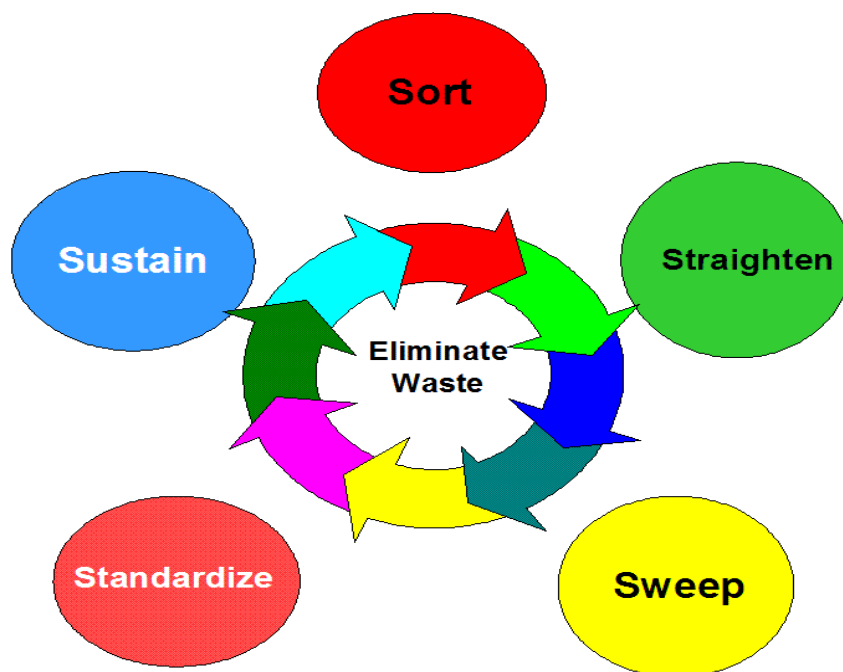 Sort
Straighten
Sweep
Standardize
Sustain
Eliminate
Waste